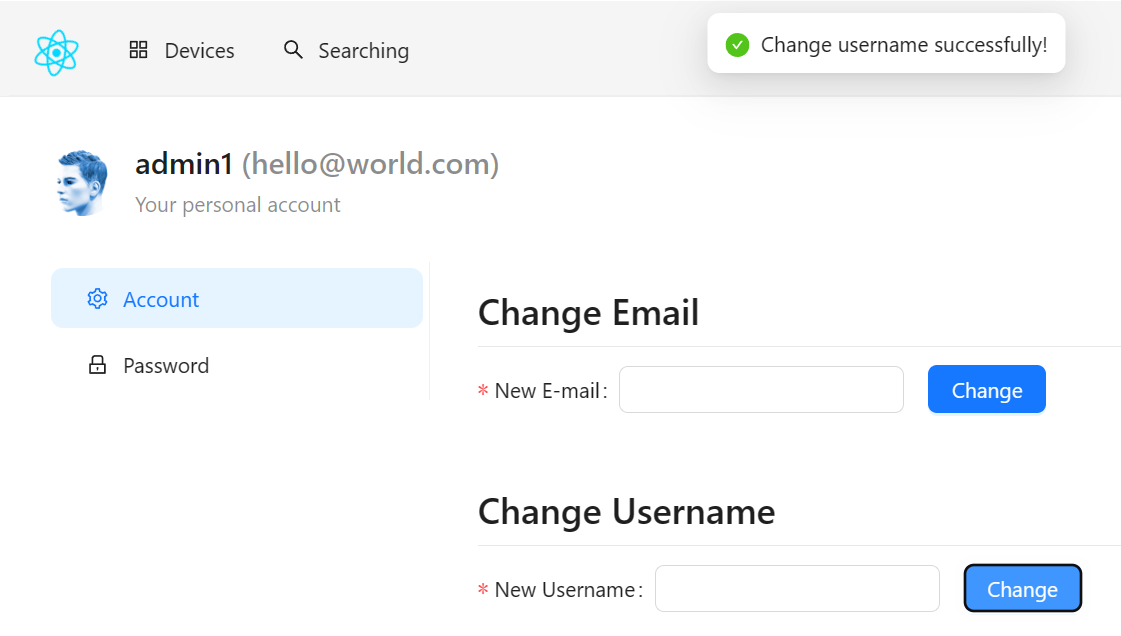 Devices
Searching
Change username successfully!
admin1 (hello@world.com)
Your personal account
Account
Password
Change Email
* New E-mail:
Change
Change Username
* New Username:
Change